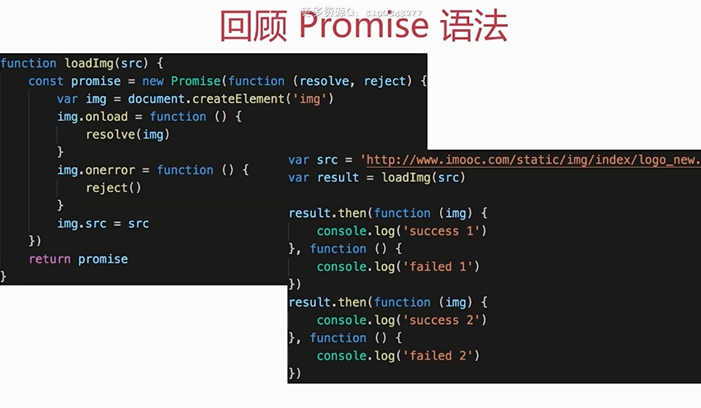 回顾 Promise 语法
function loadImg(src) {
    const promise = new Promise(function (resolve, reject) {
        var img = document.createElement('img')
        img.onload = function () {
            resolve(img)
        }
        img.onerror = function () {
            reject()
        }
        img.src = src
    })
    return promise
}
var src = 'http://www.imooc.com/static/img/index/logo_new.
var result = loadImg(src)
result.then(function (img) {
    console.log('success 1')
}, function () {
    console.log('failed 1')
})
result.then(function (img) {
    console.log('success 2')
}, function () {
    console.log('failed 2')
})